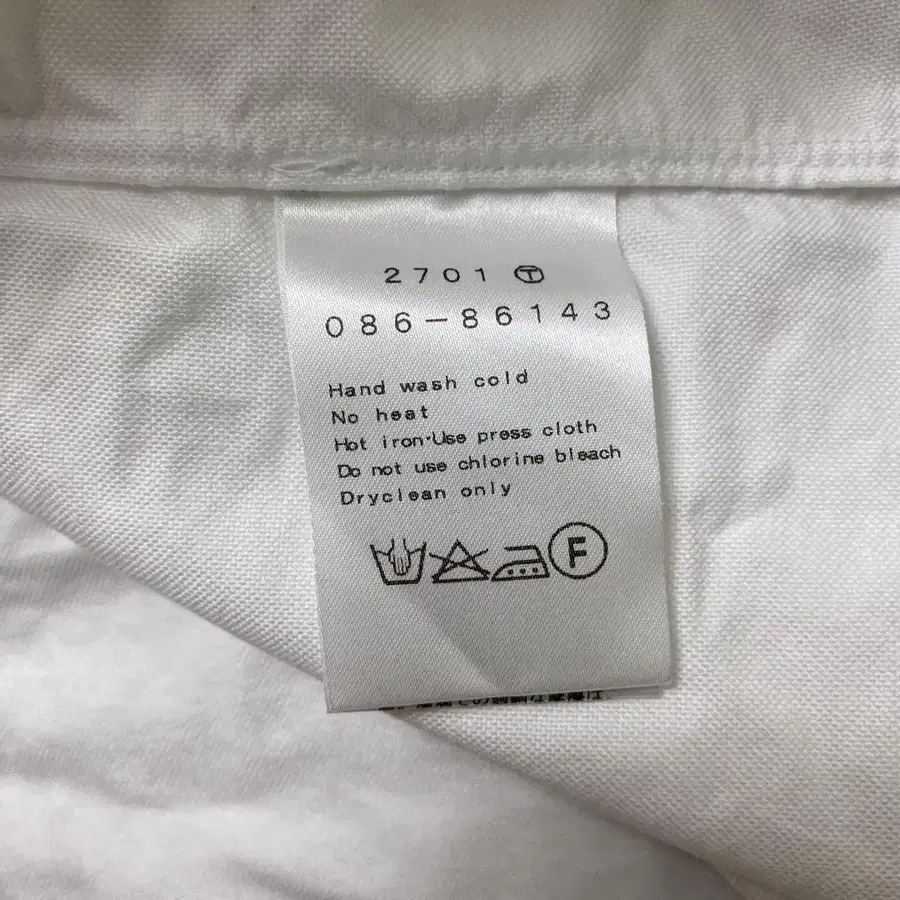 2701 Ⓣ
086-86143
Hand wash cold
No heat
Hot iron·Use press cloth
Do not use chlorine bleach
Dryclean only
F